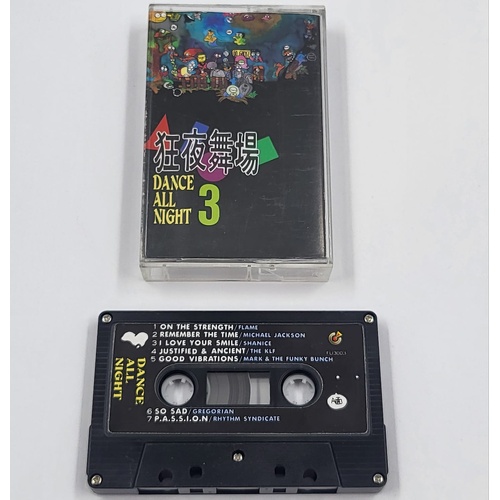 狂夜舞場
DANCE
ALL
NIGHT 3
1 ON THE STRENGTH/FLAME
2 REMEMBER THE TIME/MICHAEL JACKSON
3 I LOVE YOUR SMILE/SHANICE
4 JUSTIFIED & ANCIENT/THE KLF
5 GOOD VIBRATIONS/MARK & THE FUNKY BUNCH
6 SO SAD/GREGORIAN
7 P.A.S.S.I.O.N/RHYTHM SYNDICATE
DANCE
ALL
NIGHT